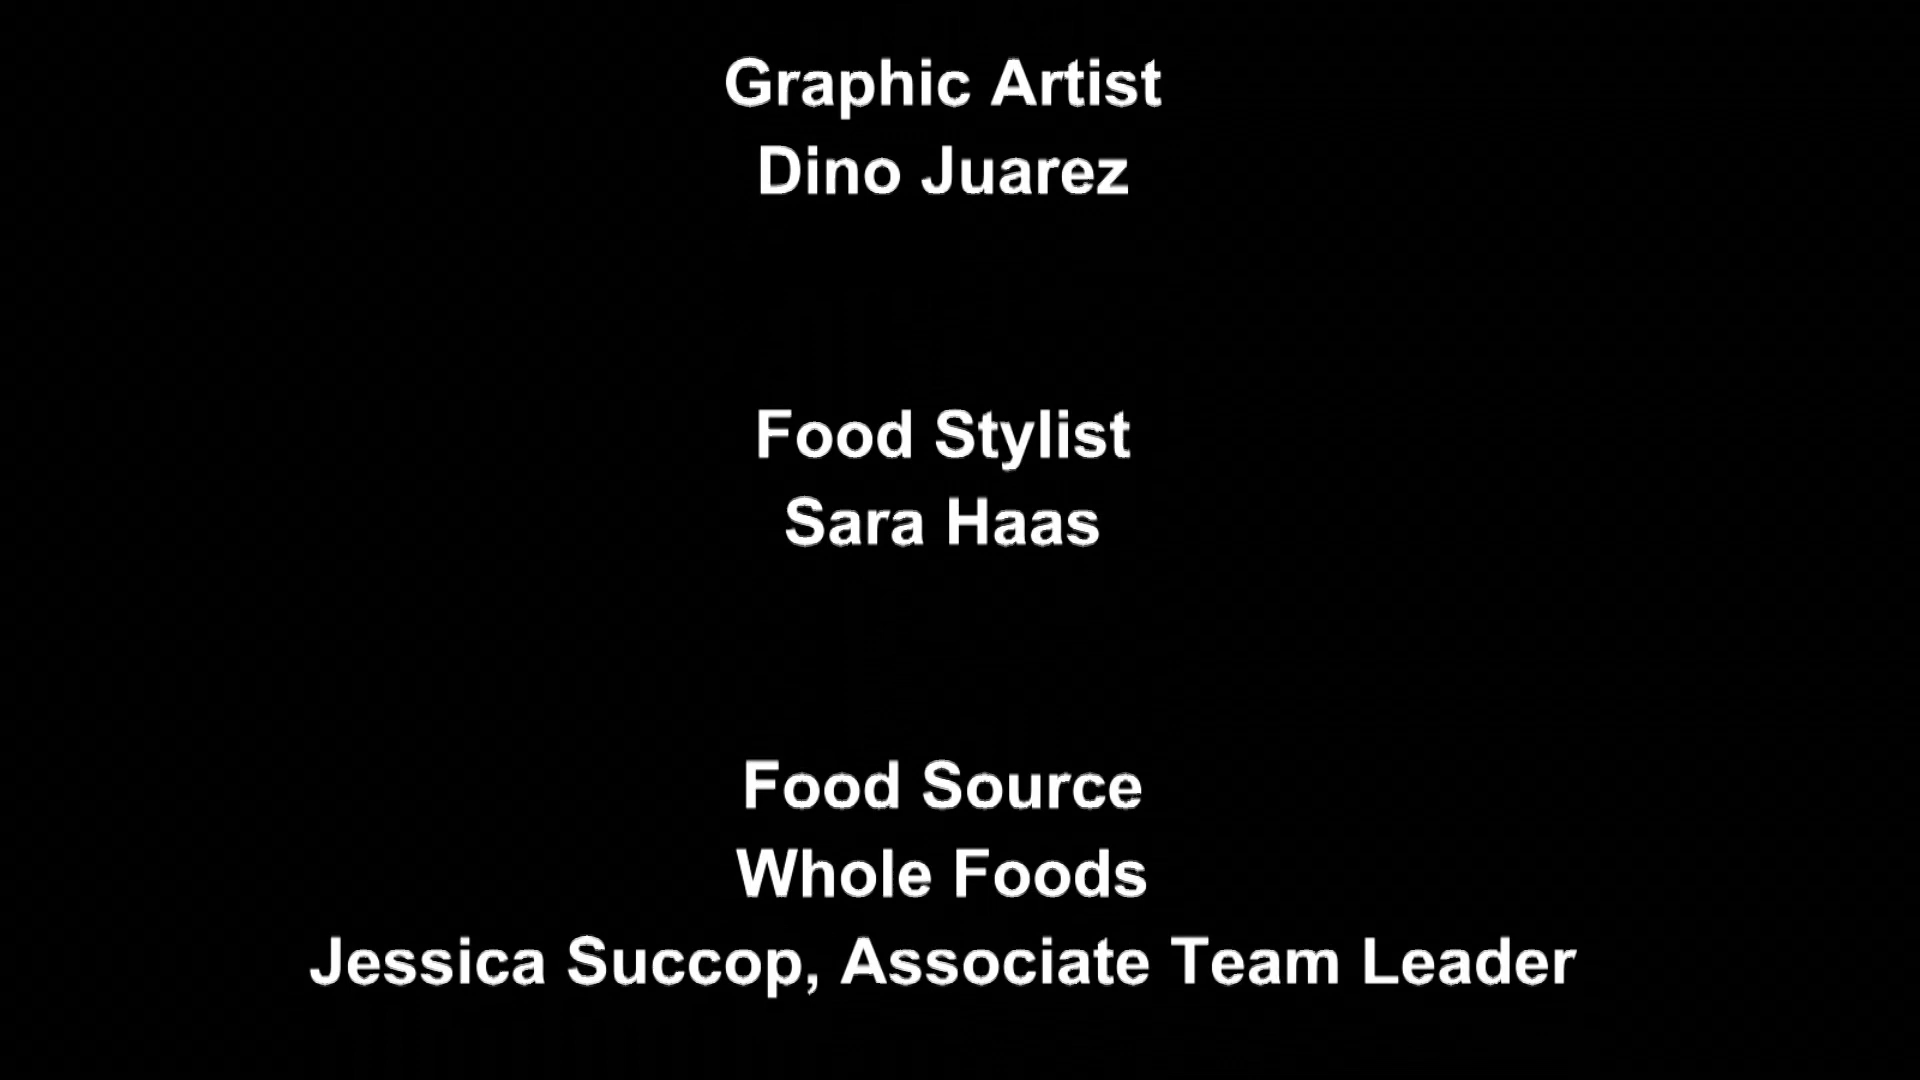 Graphic Artist
Dino Juarez
Food Stylist
Sara Haas
Food Source
Whole Foods
Jessica Succop, Associate Team Leader